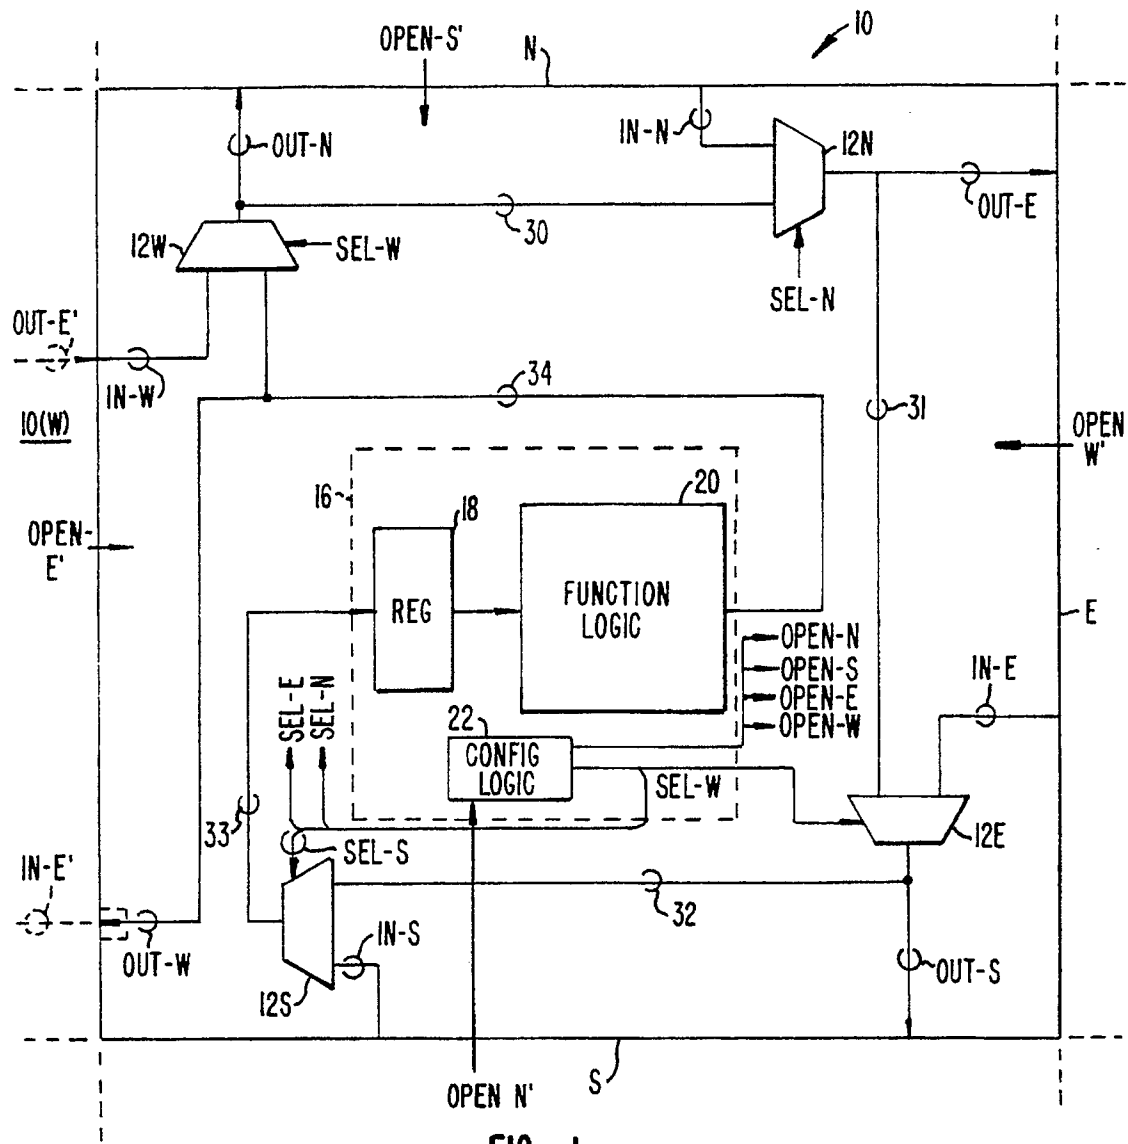 10
OPEN-S'
N
IN-N
12N
OUT-N
OUT-E
30
12W
SEL-W
SEL-N
OUT-E'
IN-W
34
31
10(W)
OPEN
W'
16
18
20
OPEN-
E'
REG
FUNCTION
LOGIC
E
OPEN-N
OPEN-S
OPEN-E
OPEN-W
IN-E
SEL-E
SEL-N
22
CONFIG
LOGIC
SEL-W
33
SEL-S
12E
IN-E'
32
IN-S
OUT-W
OUT-S
12S
OPEN N'
S